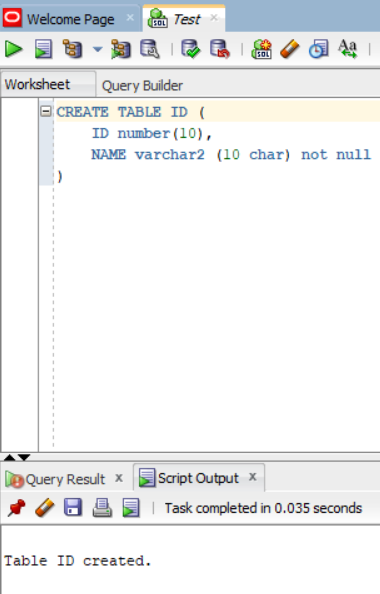 Welcome Page × Test ×
Worksheet Query Builder
CREATE TABLE ID (
ID number(10),
NAME varchar2 (10 char) not null
)
Query Result x Script Output x
Task completed in 0.035 seconds
Table ID created.